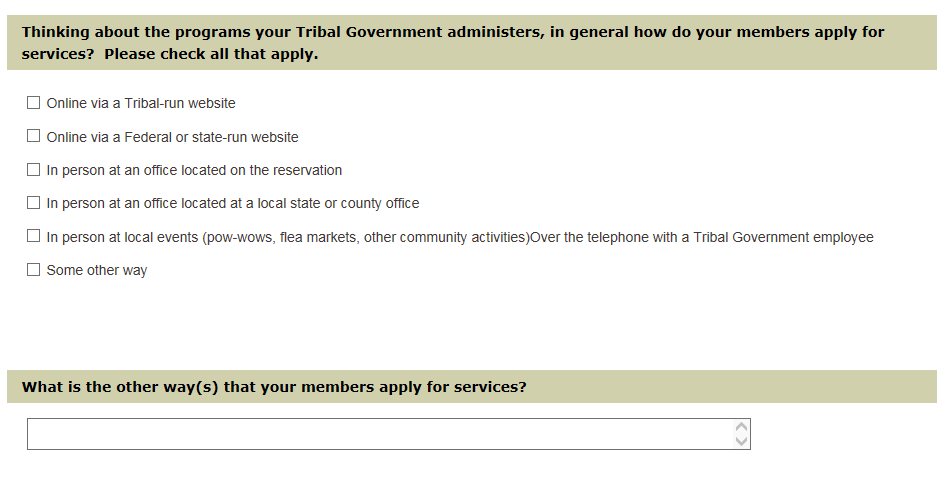 Thinking about the programs your Tribal Government administers, in general how do your members apply for
services?  Please check all that apply.
Online via a Tribal-run website
Online via a Federal or state-run website
In person at an office located on the reservation
In person at an office located at a local state or county office
In person at local events (pow-wows, flea markets, other community activities)Over the telephone with a Tribal Government employee
Some other way
What is the other way(s) that your members apply for services?